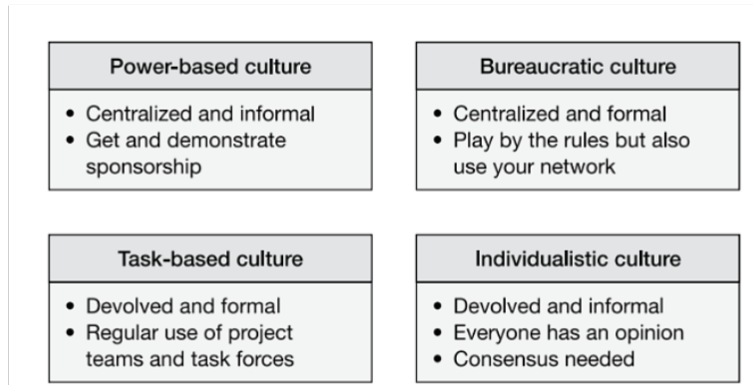 Power-based culture
• Centralized and informal
• Get and demonstrate
sponsorship
Bureaucratic culture
• Centralized and formal
• Play by the rules but also
use your network
Task-based culture
• Devolved and formal
• Regular use of project
teams and task forces
Individualistic culture
• Devolved and informal
• Everyone has an opinion
• Consensus needed